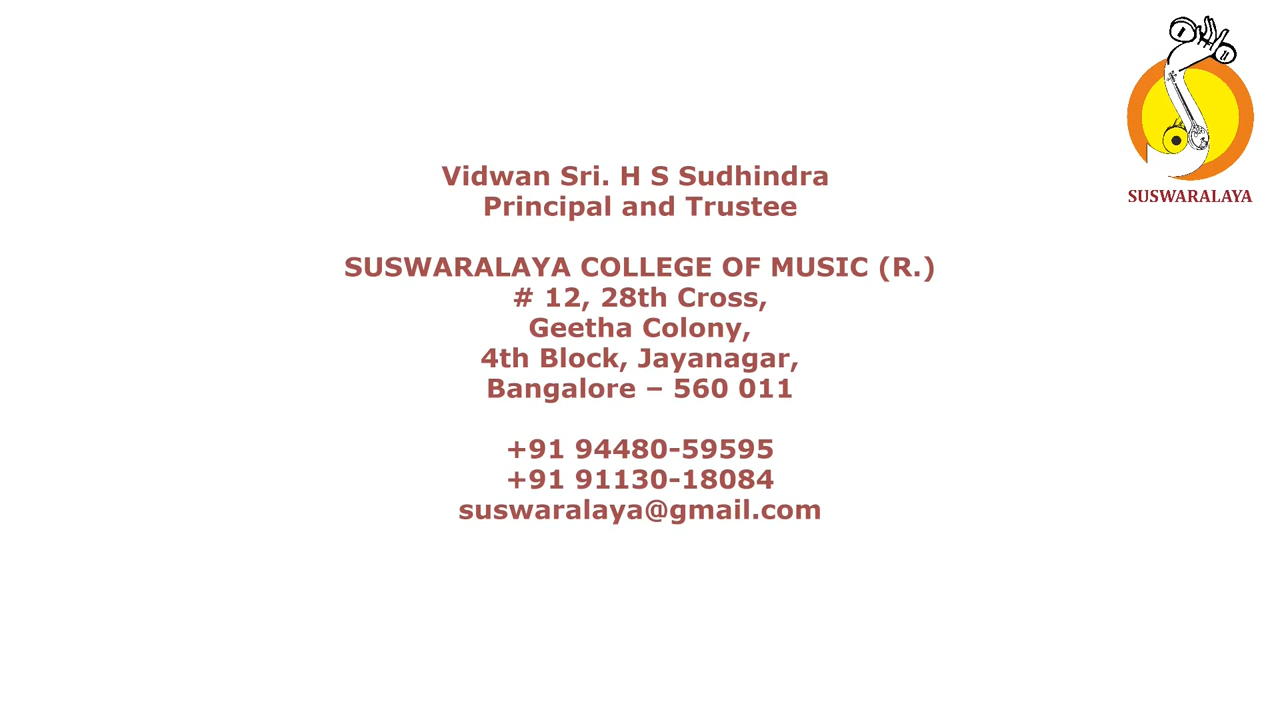 Vidwan Sri. H S Sudhindra
Principal and Trustee
SUSWARALAYA COLLEGE OF MUSIC (R.)
# 12, 28th Cross,
Geetha Colony,
4th Block, Jayanagar,
Bangalore – 560 011
+91 94480-59595
+91 91130-18084
suswaralaya@gmail.com
SUSWARALAYA